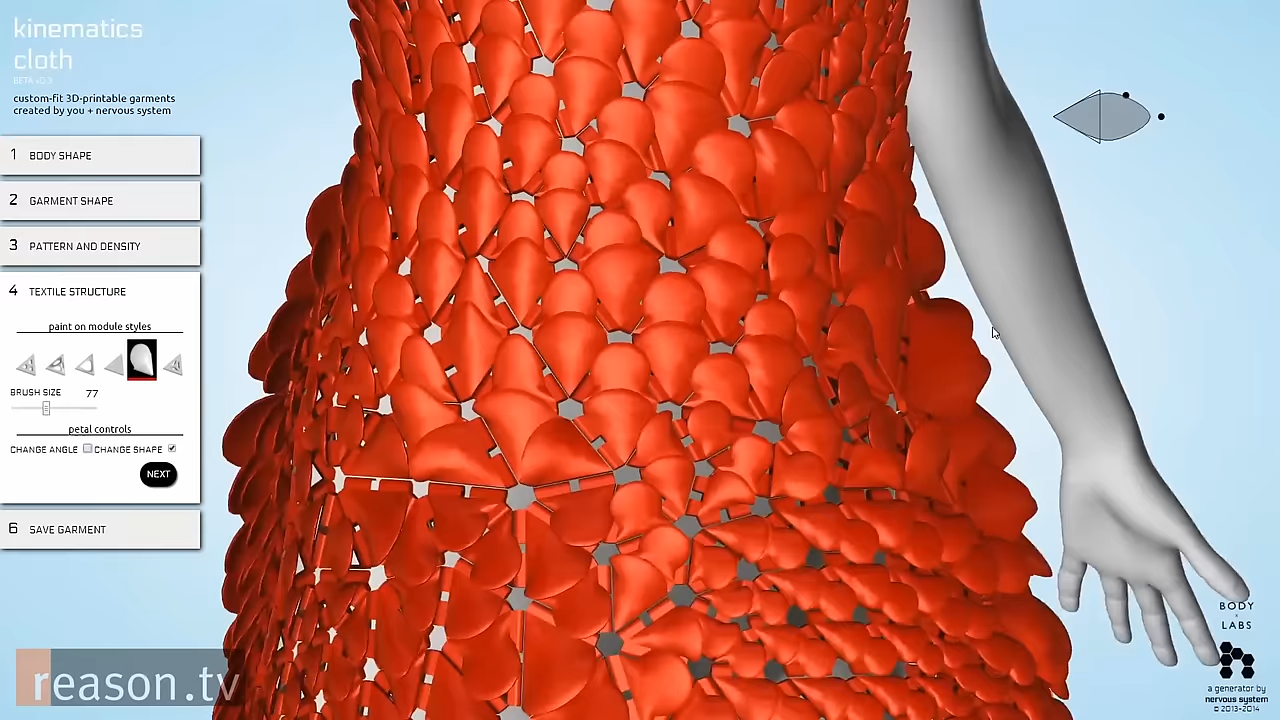 kinematics
cloth
BETA v0.X
custom-fit 3D-printable garments
created by you + nervous system
1 BODY SHAPE
2 GARMENT SHAPE
3 PATTERN AND DENSITY
4 TEXTILE STRUCTURE
paint on module styles
BRUSH SIZE 77
petal controls
CHANGE ANGLE CHANGE SHAPE
NEXT
6 SAVE GARMENT
reason.tv
BODY
LABS
a generator by
nervous system
© 2013-2014